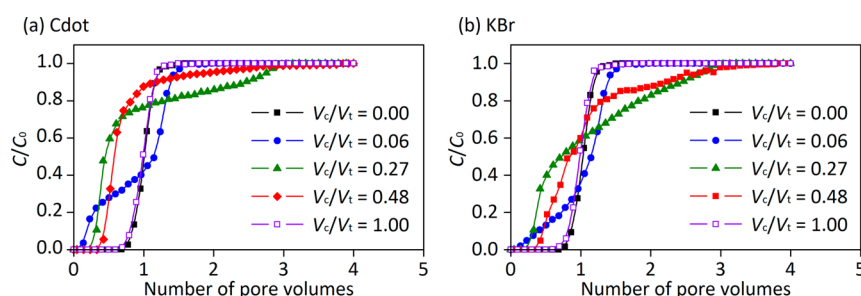 (a) Cdot
C/C₀
1.0
0.8
0.6
0.4
0.2
0.0
Vc/Vt = 0.00
Vc/Vt = 0.06
Vc/Vt = 0.27
Vc/Vt = 0.48
Vc/Vt = 1.00
0 1 2 3 4 5
Number of pore volumes
(b) KBr
C/C₀
1.0
0.8
0.6
0.4
0.2
0.0
Vc/Vt = 0.00
Vc/Vt = 0.06
Vc/Vt = 0.27
Vc/Vt = 0.48
Vc/Vt = 1.00
0 1 2 3 4 5
Number of pore volumes